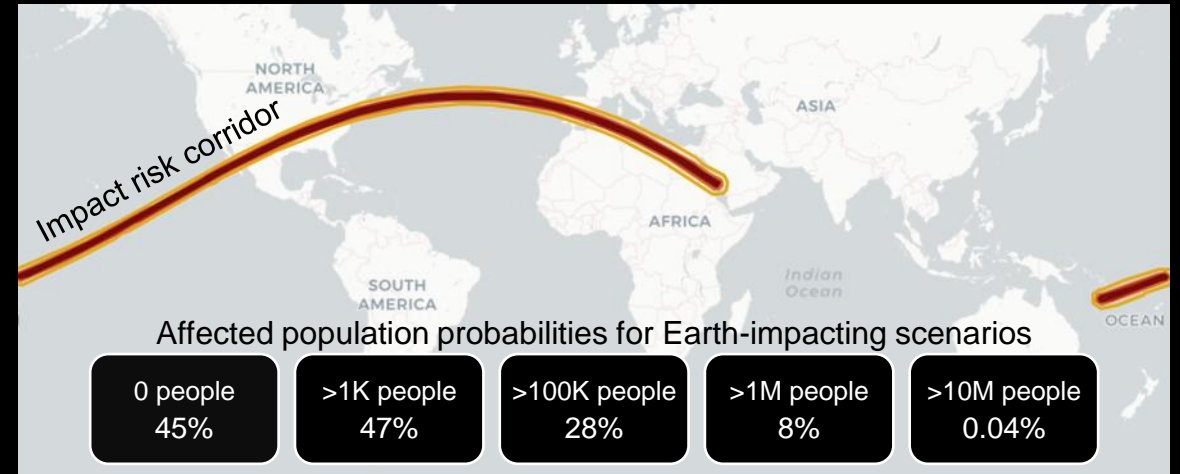 NORTH
AMERICA
ASIA
Impact risk corridor
AFRICA
Indian
Ocean
SOUTH
AMERICA
OCEAN
Affected population probabilities for Earth-impacting scenarios
0 people
45%
>1K people
47%
>100K people
28%
>1M people
8%
>10M people
0.04%